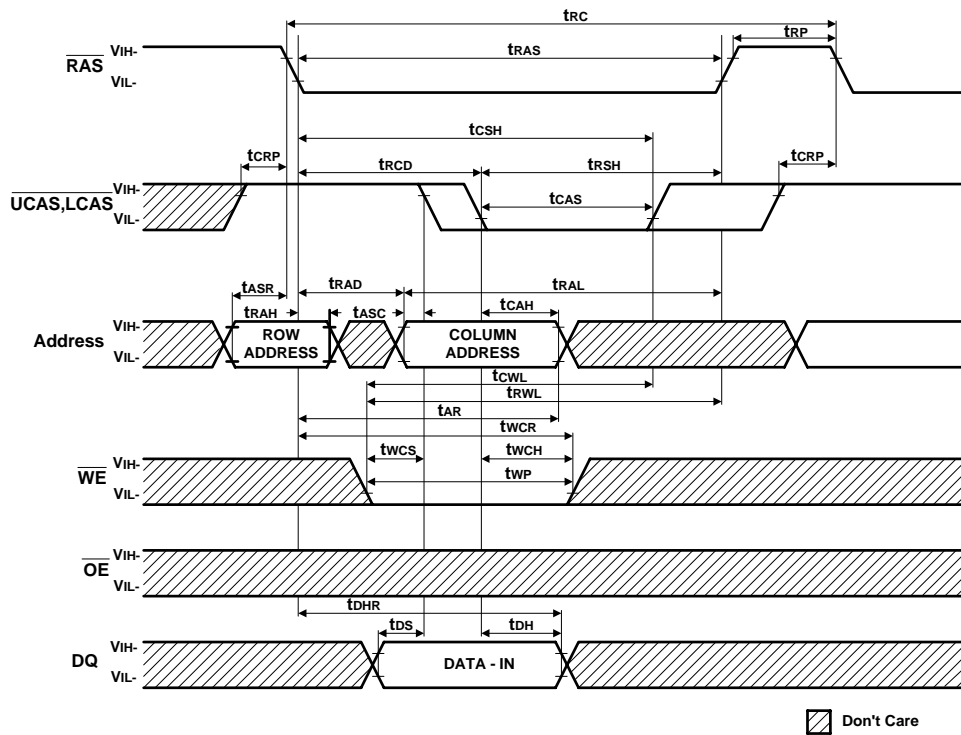 tRC
tRP
RAS
VIH-
VIL-
tRAS
tCSH
tCRP
tRCD
tRSH
tCRP
UCAS,LCAS
VIH-
VIL-
tCAS
tASR
tRAD
tRAL
tRAH
tASC
tCAH
Address
VIH-
VIL-
ROW
ADDRESS
COLUMN
ADDRESS
tCWL
tRWL
tAR
tWCR
tWCS
tWCH
WE
VIH-
VIL-
tWP
OE
VIH-
VIL-
tDHR
tDS
tDH
DQ
VIH-
VIL-
DATA - IN
Don't Care